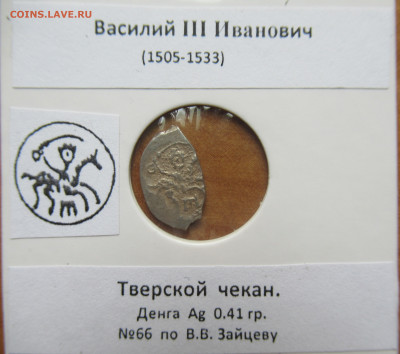 COINS.LAVE.RU
Василий III Иванович
(1505-1533)
Тверской чекан.
Денга Ag 0.41 гр.
№66 по В.В. Зайцеву